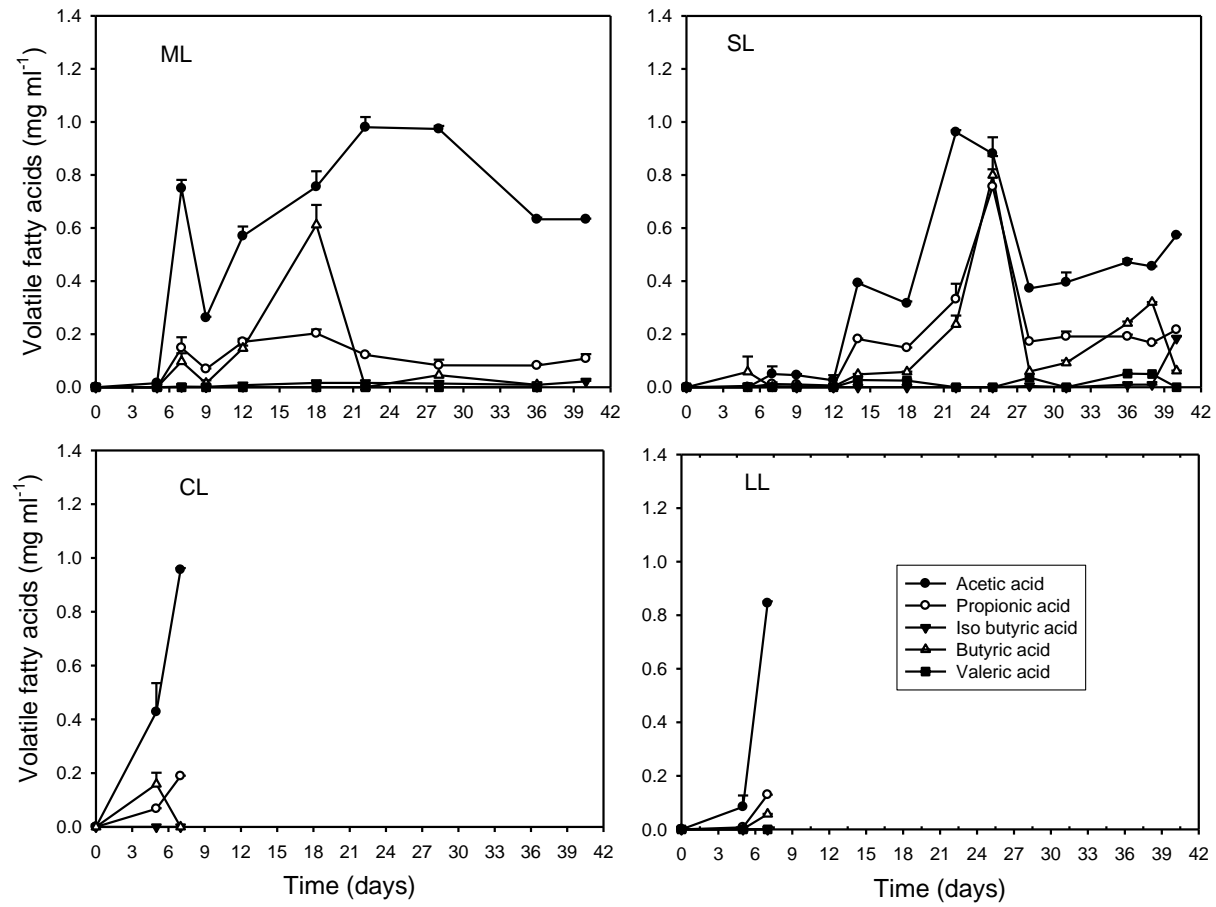 Volatile fatty acids (mg ml⁻¹)
1.4
1.2
1.0
0.8
0.6
0.4
0.2
0.0
ML
0 3 6 9 12 15 18 21 24 27 30 33 36 39 42
1.4
1.2
1.0
0.8
0.6
0.4
0.2
0.0
SL
0 3 6 9 12 15 18 21 24 27 30 33 36 39 42
Volatile fatty acids (mg ml⁻¹)
1.4
1.2
1.0
0.8
0.6
0.4
0.2
0.0
CL
0 3 6 9 12 15 18 21 24 27 30 33 36 39 42
Time (days)
1.4
1.2
1.0
0.8
0.6
0.4
0.2
0.0
LL
Acetic acid
Propionic acid
Iso butyric acid
Butyric acid
Valeric acid
0 3 6 9 12 15 18 21 24 27 30 33 36 39 42
Time (days)